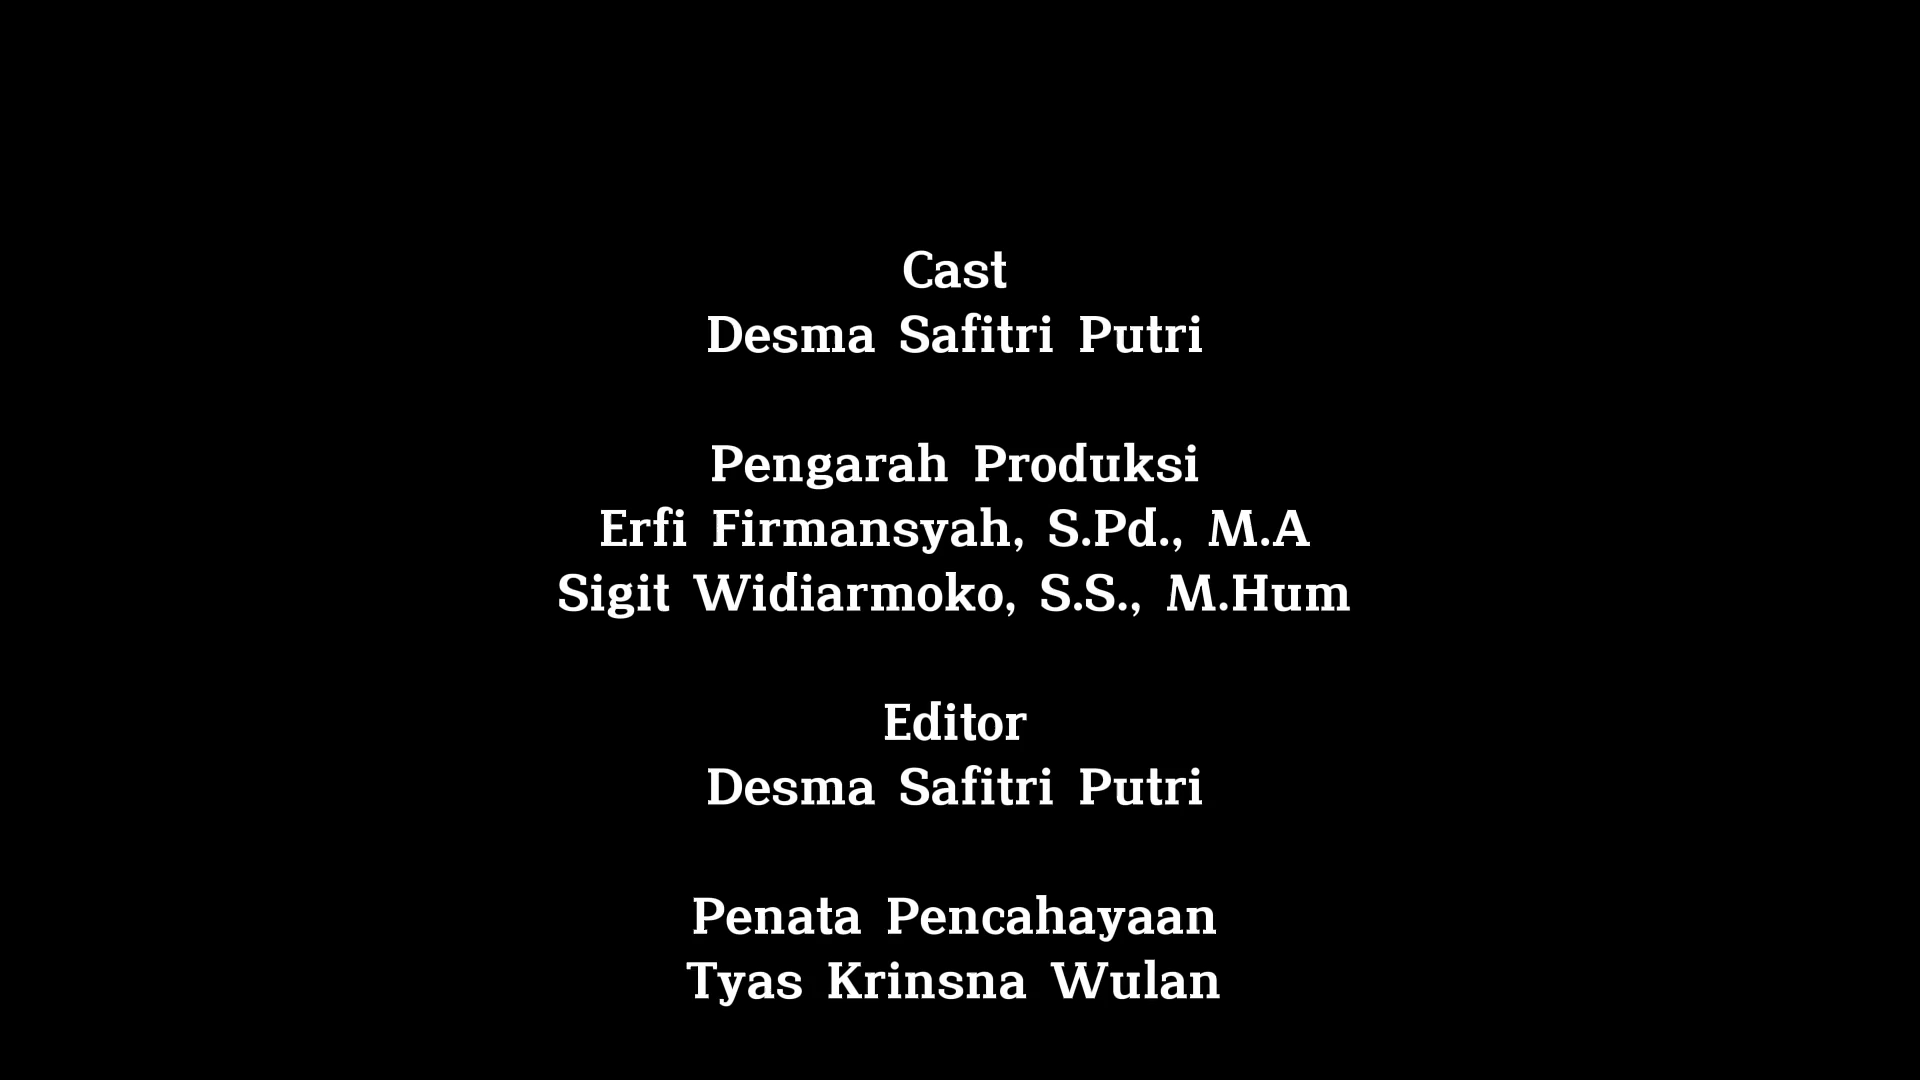 Cast
Desma Safitri Putri
Pengarah Produksi
Erfi Firmansyah, S.Pd., M.A
Sigit Widiarmoko, S.S., M.Hum
Editor
Desma Safitri Putri
Penata Pencahayaan
Tyas Krinsna Wulan